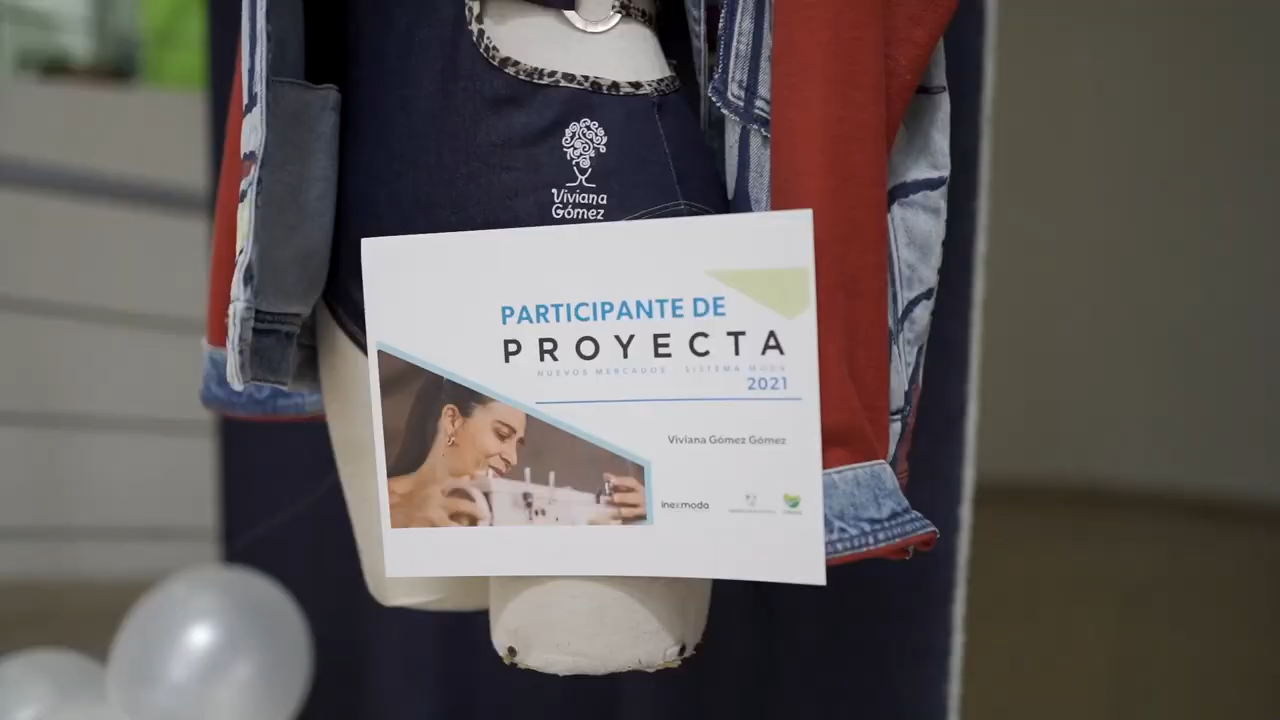 Viviana
Gómez
PARTICIPANTE DE
PROYECTA
NUEVOS MERCADOS SISTEMA MODA
2021
Viviana Gómez Gómez
inexmoda